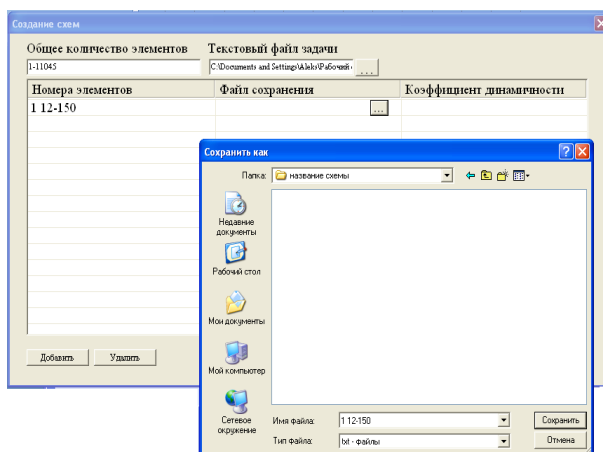 Создание схем
Общее количество элементов Текстовый файл задачи
1-11045 C:\Documents and Settings\Aleks\Рабочий ...
Номера элементов Файл сохранения Коэффициент динамичности
1 12-150 ...
Сохранить как
Папка: название схемы
Недавние
документы
Рабочий стол
Мои документы
Мой компьютер
Сетевое
окружение
Имя файла: 1 12-150 Сохранить
Тип файла: txt - файлы Отмена
Добавить Удалить